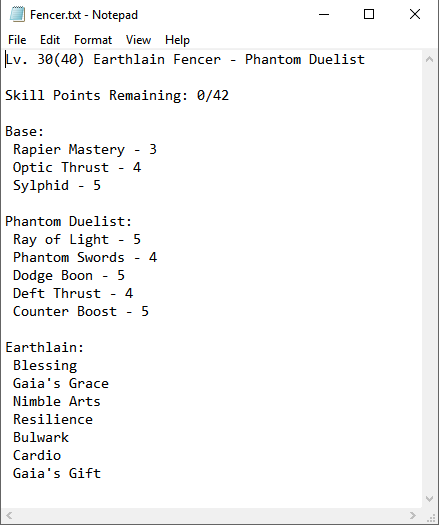 Fencer.txt - Notepad
File Edit Format View Help
Lv. 30(40) Earthlain Fencer - Phantom Duelist
Skill Points Remaining: 0/42
Base:
Rapier Mastery - 3
Optic Thrust - 4
Sylphid - 5
Phantom Duelist:
Ray of Light - 5
Phantom Swords - 4
Dodge Boon - 5
Deft Thrust - 4
Counter Boost - 5
Earthlain:
Blessing
Gaia's Grace
Nimble Arts
Resilience
Bulwark
Cardio
Gaia's Gift